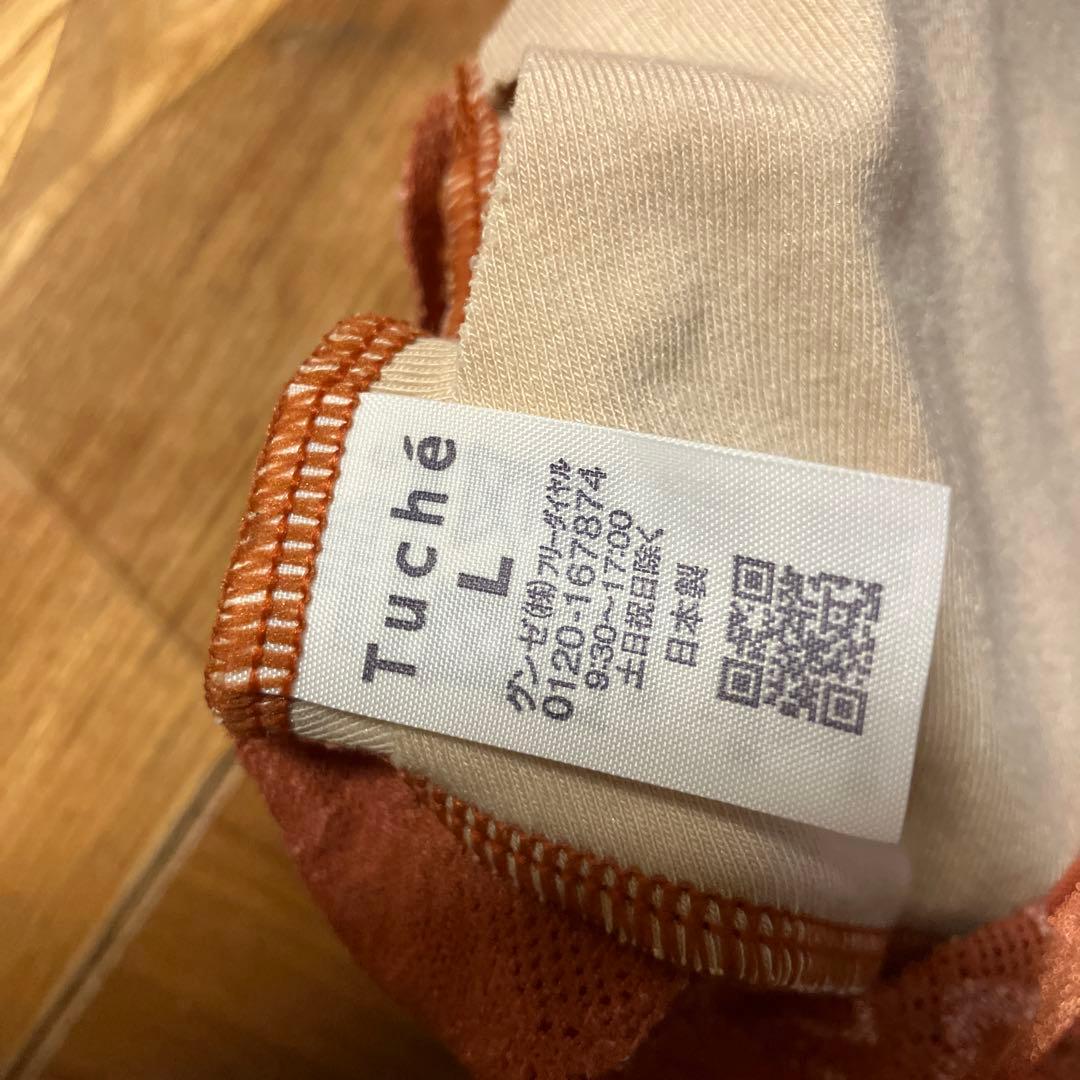 Tuché
L
グンゼ(株)フリーダイヤル
0120-167874
9:30〜17:00
土日祝日除く
日本製